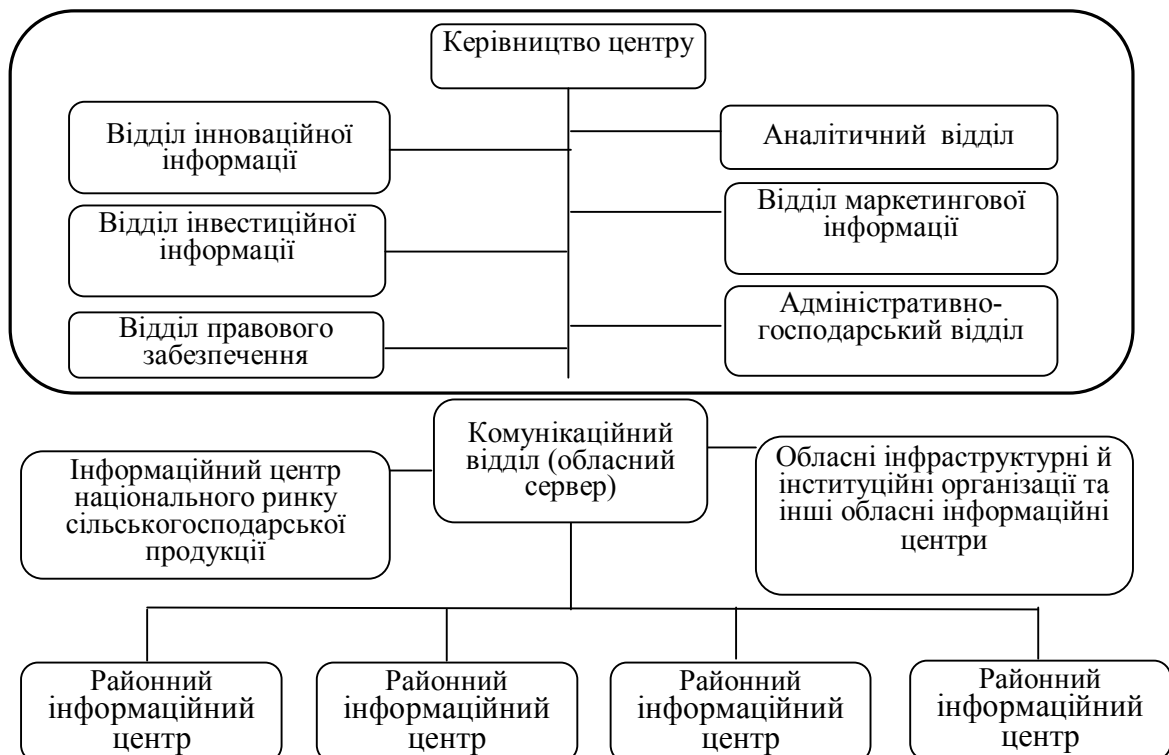 Керівництво центру
Відділ інноваційної
інформації
Аналітичний відділ
Відділ інвестиційної
інформації
Відділ маркетингової
інформації
Відділ правового
забезпечення
Адміністративно-
господарський відділ
Комунікаційний
відділ (обласний
сервер)
Інформаційний центр
національного ринку
сільськогосподарської
продукції
Обласні інфраструктурні й
інституційні організації та
інші обласні інформаційні
центри
Районний
інформаційний
центр
Районний
інформаційний
центр
Районний
інформаційний
центр
Районний
інформаційний
центр